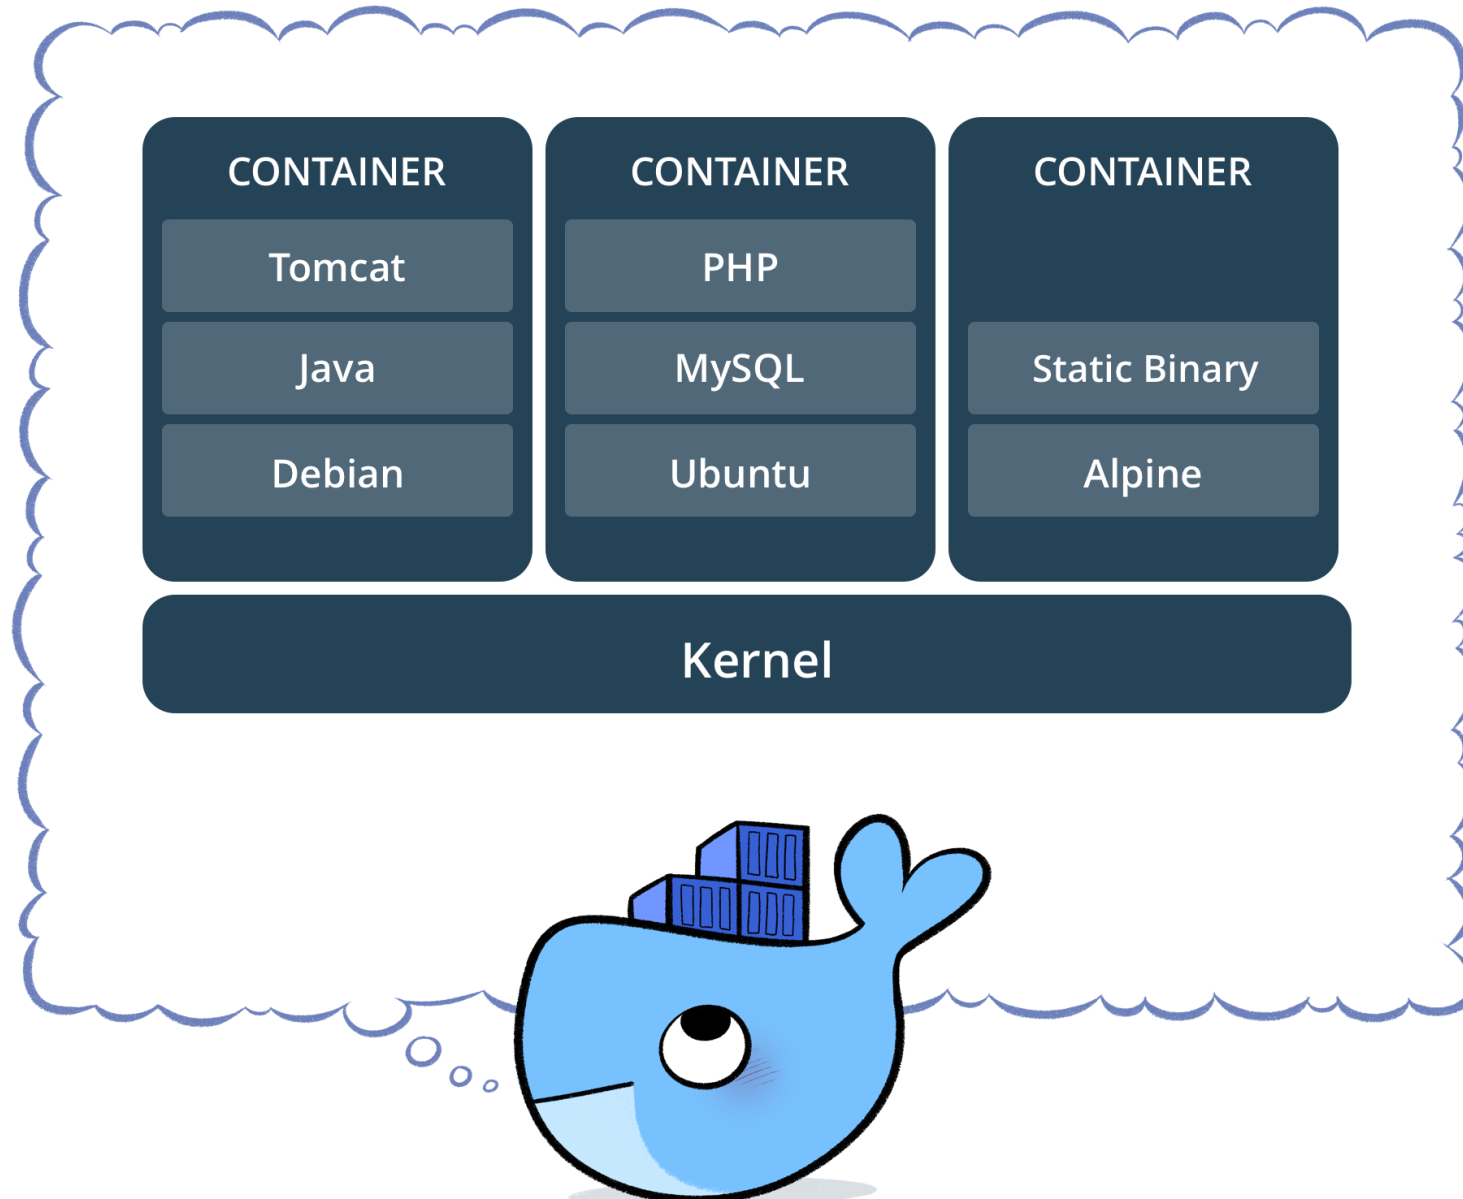 CONTAINER
Tomcat
Java
Debian
CONTAINER
PHP
MySQL
Ubuntu
CONTAINER
Static Binary
Alpine
Kernel